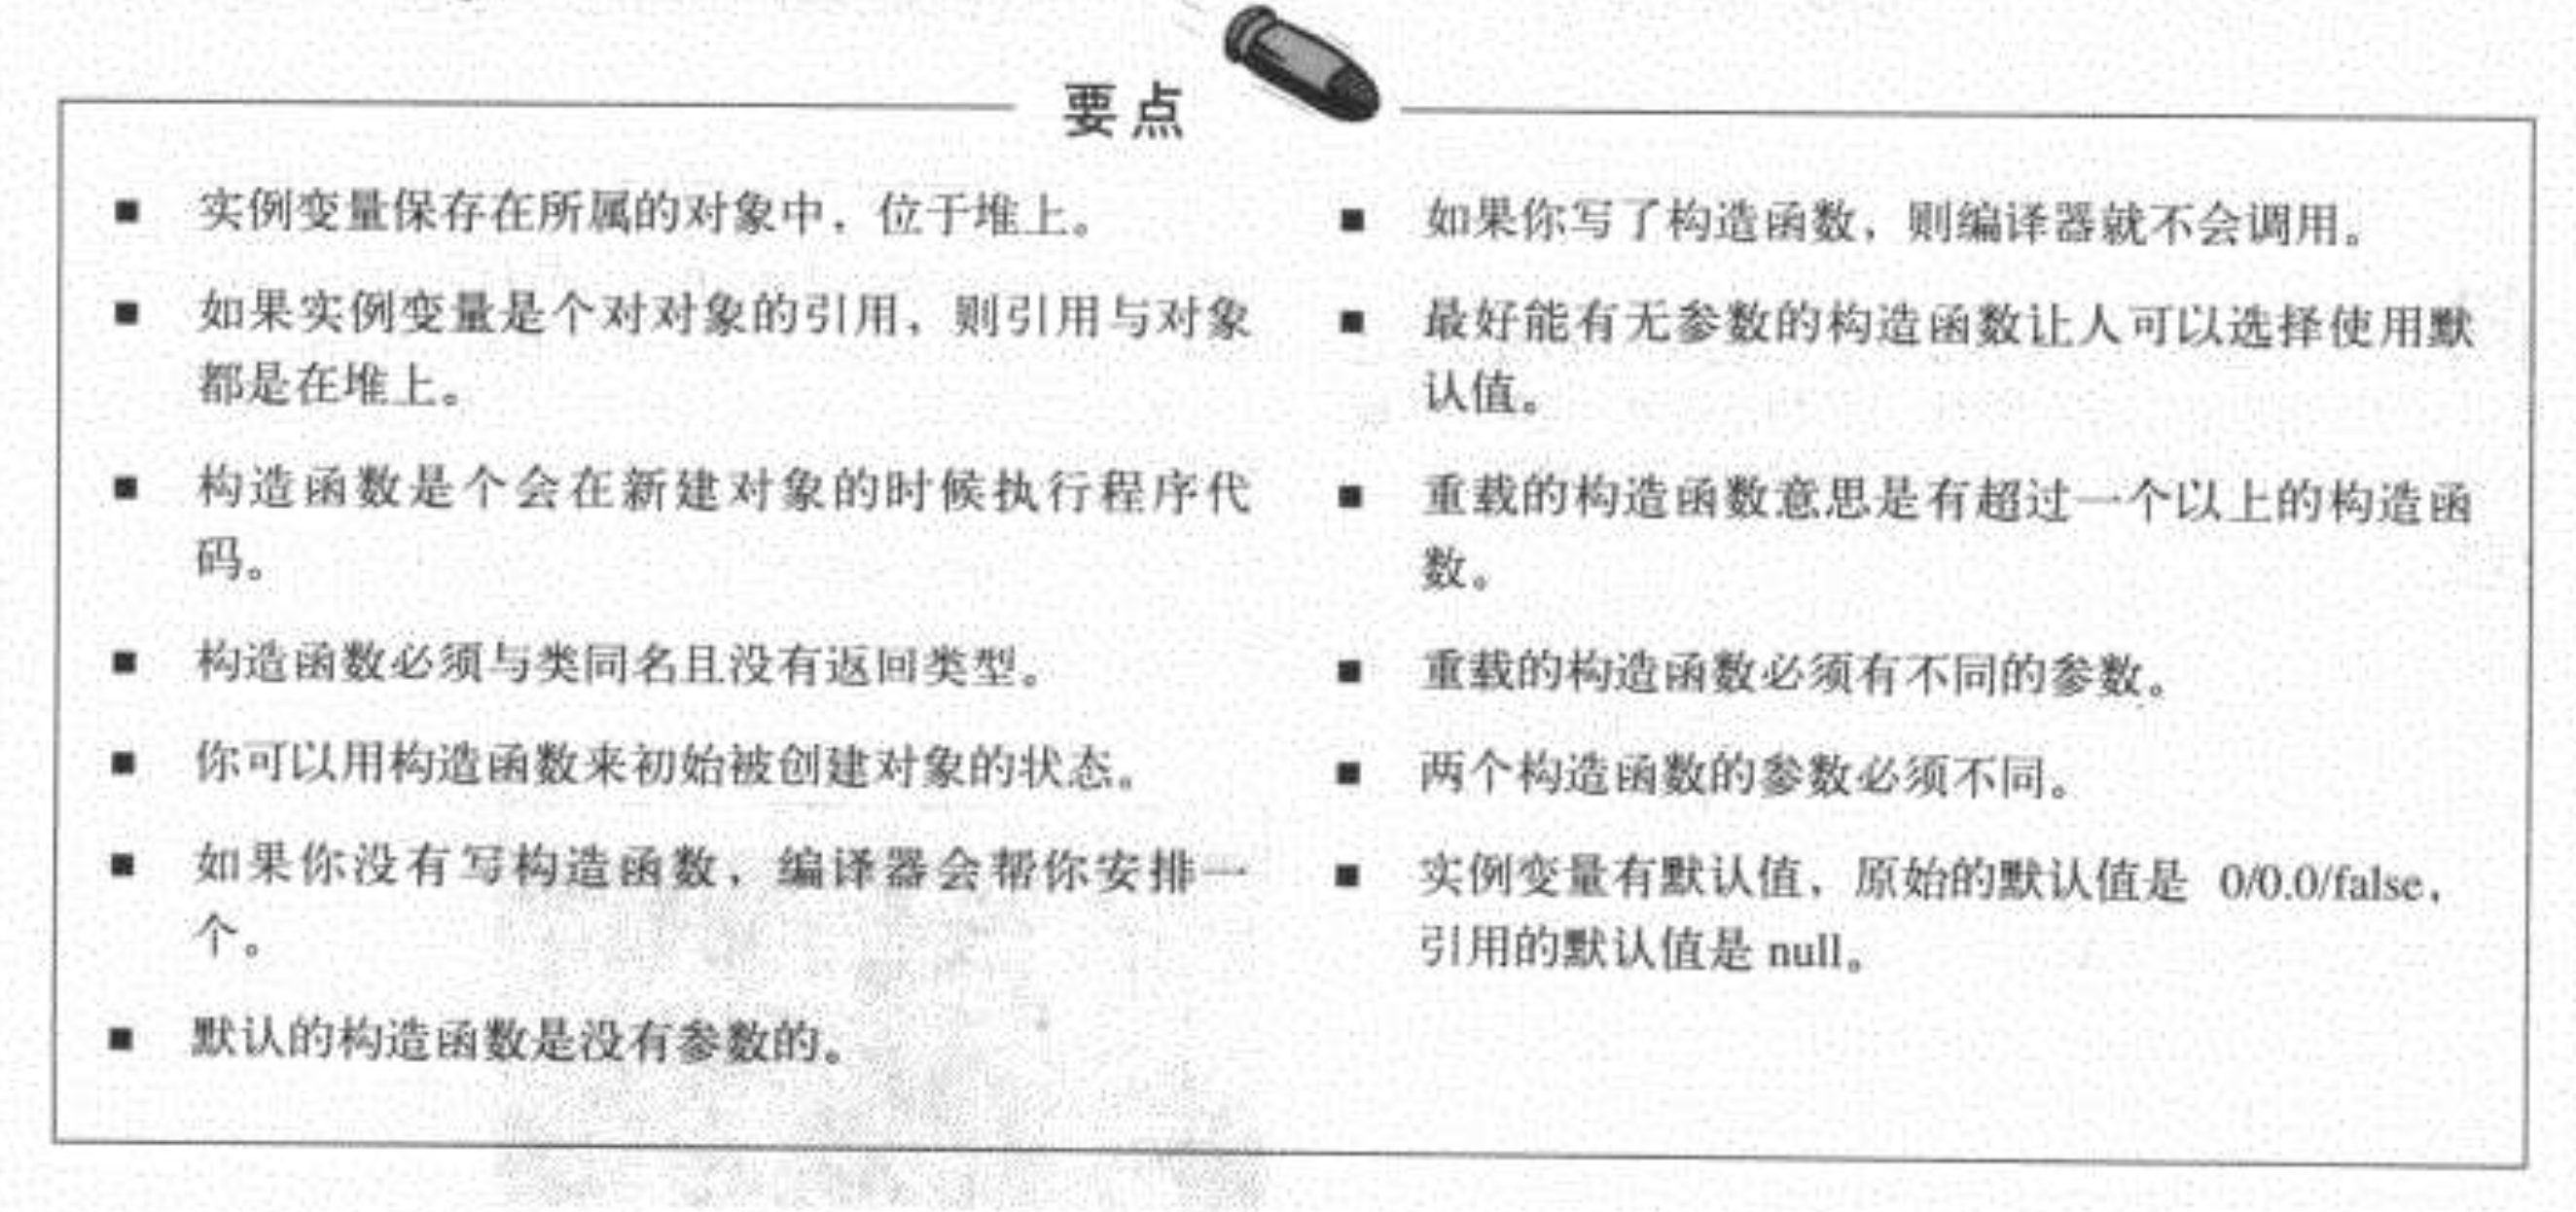 要点
实例变量保存在所属的对象中，位于堆上。
如果实例变量是个对对象的引用，则引用与对象
都是在堆上。
构造函数是个会在新建对象的时候执行程序代
码。
构造函数必须与类同名且没有返回类型。
你可以用构造函数来初始被创建对象的状态。
如果你没有写构造函数，编译器会帮你安排一
个。
默认的构造函数是没有参数的。
如果你写了构造函数，则编译器就不会调用。
最好能有无参数的构造函数让人可以选择使用默
认值。
重载的构造函数意思是有超过一个以上的构造函
数。
重载的构造函数必须有不同的参数。
两个构造函数的参数必须不同。
实例变量有默认值，原始的默认值是 0/0.0/false，
引用的默认值是 null。